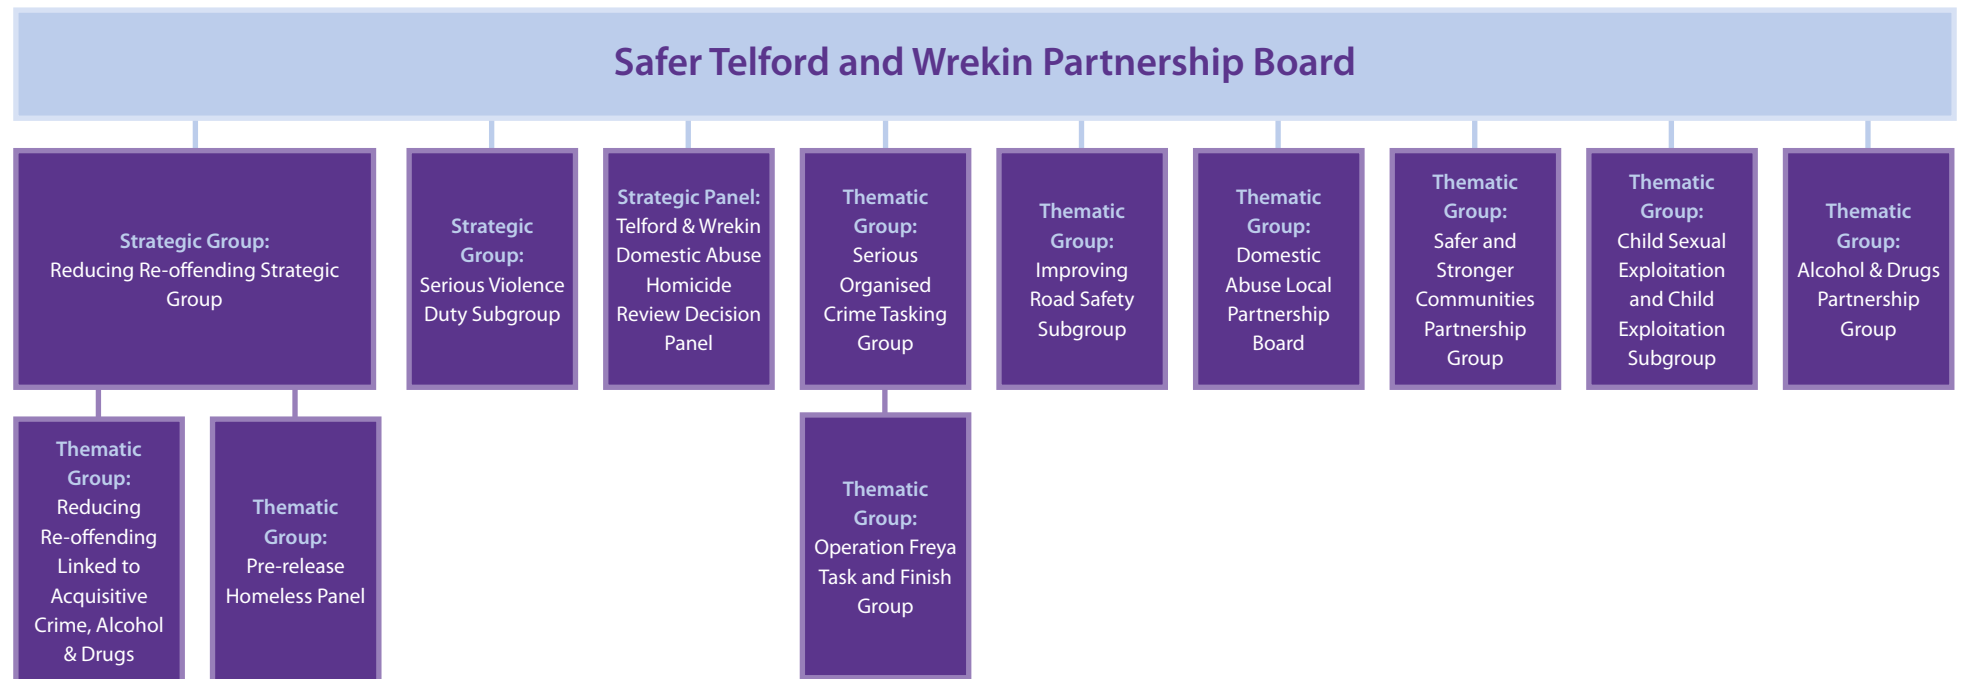 Safer Telford and Wrekin Partnership Board
Strategic Group:
Reducing Re-offending Strategic
Group
Strategic
Group:
Serious Violence
Duty Subgroup
Strategic Panel:
Telford & Wrekin
Domestic Abuse
Homicide
Review Decision
Panel
Thematic
Group:
Serious
Organised
Crime Tasking
Group
Thematic
Group:
Improving
Road Safety
Subgroup
Thematic
Group:
Domestic
Abuse Local
Partnership
Board
Thematic
Group:
Safer and
Stronger
Communities
Partnership
Group
Thematic
Group:
Child Sexual
Exploitation
and Child
Exploitation
Subgroup
Thematic
Group:
Alcohol & Drugs
Partnership
Group
Thematic
Group:
Reducing
Re-offending
Linked to
Acquisitive
Crime, Alcohol
& Drugs
Thematic
Group:
Pre-release
Homeless Panel
Thematic
Group:
Operation Freya
Task and Finish
Group